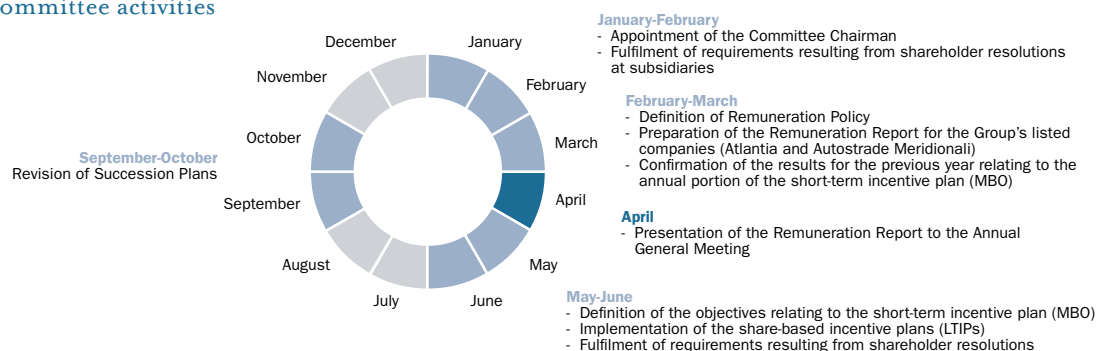 ommittee activities
January-February
- Appointment of the Committee Chairman
- Fulfilment of requirements resulting from shareholder resolutions
at subsidiaries
February-March
- Definition of Remuneration Policy
- Preparation of the Remuneration Report for the Group's listed
companies (Atlantia and Autostrade Meridionali)
- Confirmation of the results for the previous year relating to the
annual portion of the short-term incentive plan (MBO)
April
- Presentation of the Remuneration Report to the Annual
General Meeting
May-June
- Definition of the objectives relating to the short-term incentive plan (MBO)
- Implementation of the share-based incentive plans (LTIPs)
- Fulfilment of requirements resulting from shareholder resolutions
September-October
Revision of Succession Plans
January
February
March
April
May
June
July
August
September
October
November
December